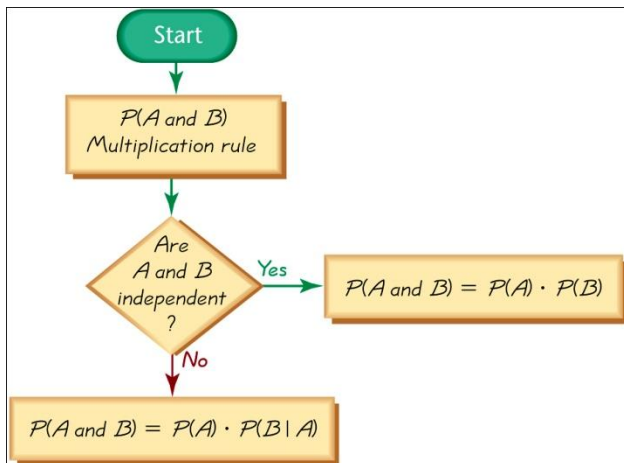 Start
P(A and B)
Multiplication rule
Are
A and B
independent
?
Yes
P(A and B) = P(A) · P(B)
No
P(A and B) = P(A) · P(B | A)